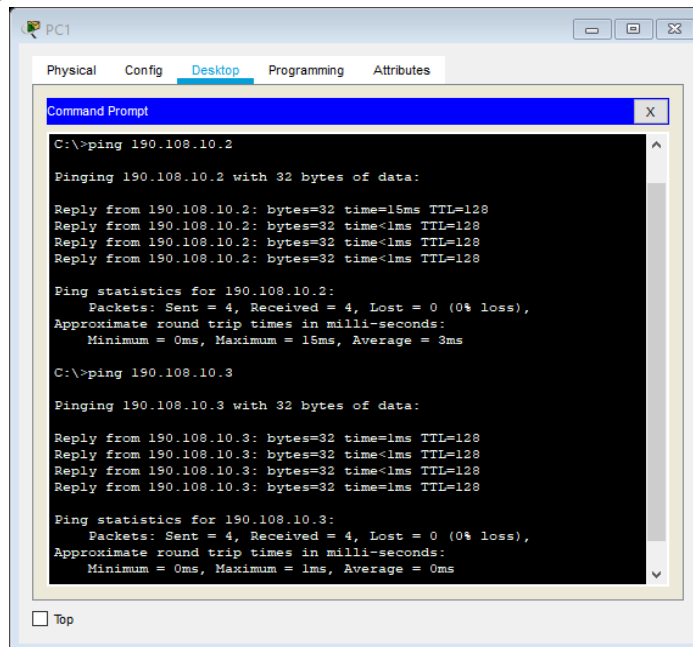 PC1
Physical Config Desktop Programming Attributes
Command Prompt
X
C:\>ping 190.108.10.2
Pinging 190.108.10.2 with 32 bytes of data:
Reply from 190.108.10.2: bytes=32 time=15ms TTL=128
Reply from 190.108.10.2: bytes=32 time<1ms TTL=128
Reply from 190.108.10.2: bytes=32 time<1ms TTL=128
Reply from 190.108.10.2: bytes=32 time<1ms TTL=128
Ping statistics for 190.108.10.2:
Packets: Sent = 4, Received = 4, Lost = 0 (0% loss),
Approximate round trip times in milli-seconds:
Minimum = 0ms, Maximum = 15ms, Average = 3ms
C:\>ping 190.108.10.3
Pinging 190.108.10.3 with 32 bytes of data:
Reply from 190.108.10.3: bytes=32 time=1ms TTL=128
Reply from 190.108.10.3: bytes=32 time<1ms TTL=128
Reply from 190.108.10.3: bytes=32 time<1ms TTL=128
Reply from 190.108.10.3: bytes=32 time=1ms TTL=128
Ping statistics for 190.108.10.3:
Packets: Sent = 4, Received = 4, Lost = 0 (0% loss),
Approximate round trip times in milli-seconds:
Minimum = 0ms, Maximum = 1ms, Average = 0ms
Top